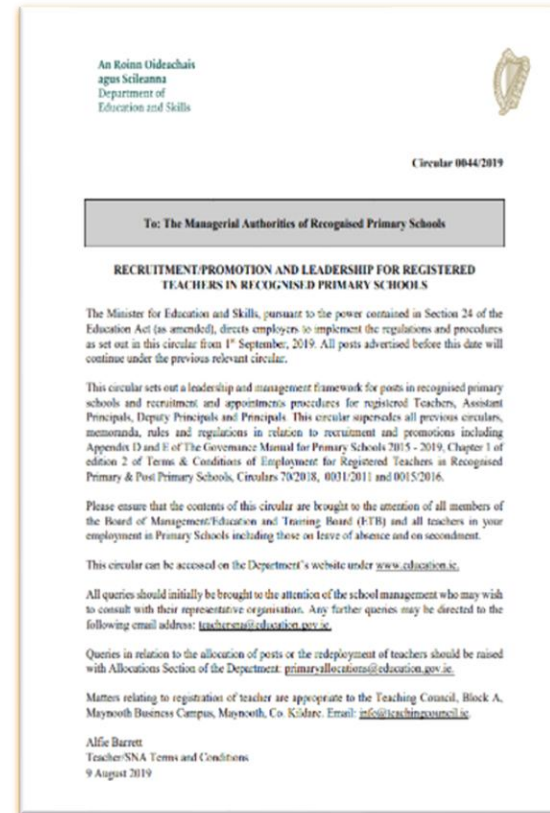 An Roinn Oideachais
agus Scileanna
Department of
Education and Skills
Circular 0044/2019
To: The Managerial Authorities of Recognised Primary Schools
RECRUITMENT/PROMOTION AND LEADERSHIP FOR REGISTERED
TEACHERS IN RECOGNISED PRIMARY SCHOOLS
The Minister for Education and Skills, pursuant to the power contained in Section 24 of the
Education Act (as amended), directs employers to implement the regulations and procedures
as set out in this circular from 1st September, 2019. All posts advertised before this date will
continue under the previous relevant circular.
This circular sets out a leadership and management framework for posts in recognised primary
schools and recruitment and appointments procedures for registered Teachers, Assistant
Principals, Deputy Principals and Principals. This circular supersedes all previous circulars,
memoranda, rules and regulations in relation to recruitment and promotions including
Appendix D and E of The Governance Manual for Primary Schools 2015 - 2019, Chapter 1 of
edition 2 of Terms & Conditions of Employment for Registered Teachers in Recognised
Primary & Post Primary Schools, Circulars 70/2018, 0031/2011 and 0015/2016.
Please ensure that the contents of this circular are brought to the attention of all members of
the Board of Management/Education and Training Board (ETB) and all teachers in your
employment in Primary Schools including those on leave of absence and on secondment.
This circular can be accessed on the Department's website under www.education.ie.
All queries should initially be brought to the attention of the school management who may wish
to consult with their representative organisation. Any further queries may be directed to the
following email address: teachersna@education.gov.ie.
Queries in relation to the allocation of posts or the redeployment of teachers should be raised
with Allocations Section of the Department: primaryallocations@education.gov.ie.
Matters relating to registration of teacher are appropriate to the Teaching Council, Block A,
Maynooth Business Campus, Maynooth, Co. Kildare. Email: info@teachingcouncil.ie.
Alfie Barrett
Teacher/SNA Terms and Conditions
9 August 2019